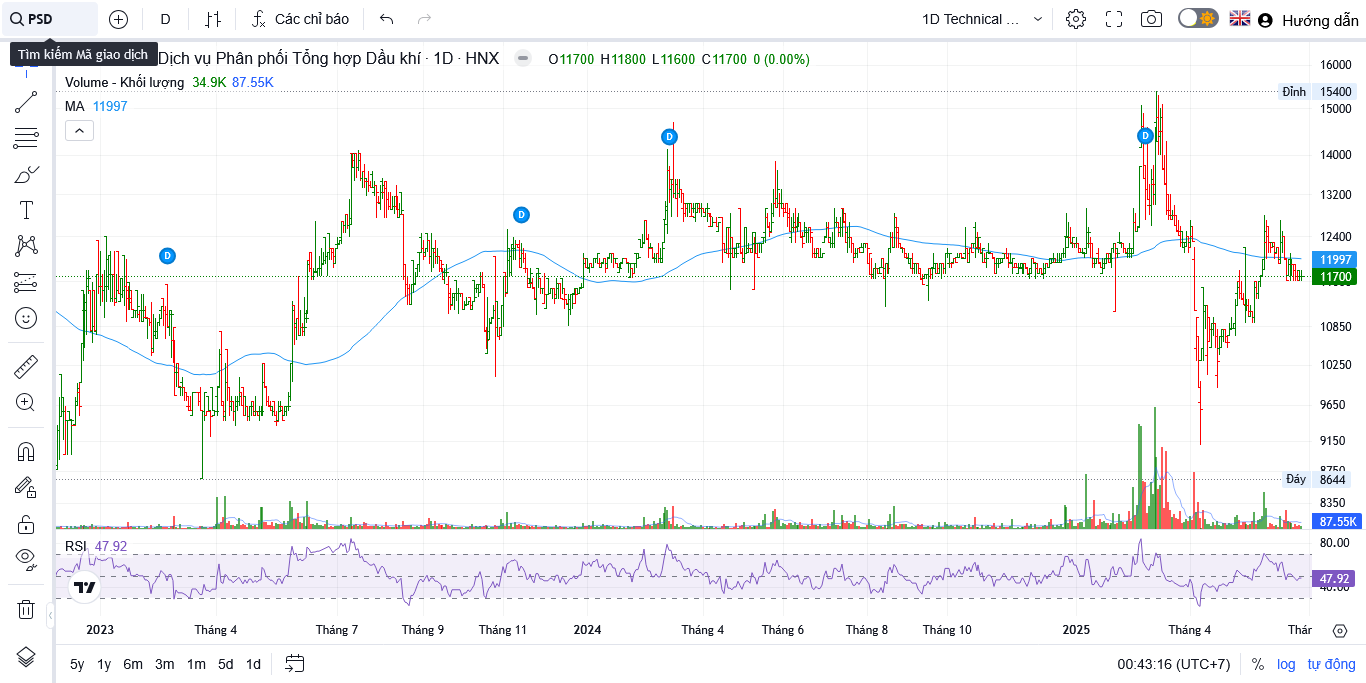 PSD
D
Các chỉ báo
1D Technical ...
Hướng dẫn
Tìm kiếm Mã giao dịch
Dịch vụ Phân phối Tổng hợp Dầu khí · 1D · HNX
O11700 H11800 L11600 C11700 0 (0.00%)
Volume - Khối lượng 34.9K 87.55K
MA 11997
16000
Đỉnh 15400
15000
D D
14000
13200
D
12400
D
11997
11700
10850
10250
9650
9150
8750
Đáy 8644
8350
87.55K
RSI 47.92
80.00
47.92
40.00
2023 Tháng 4 Tháng 7 Tháng 9 Tháng 11 2024 Tháng 4 Tháng 6 Tháng 8 Tháng 10 2025 Tháng 4 Thár
5y 1y 6m 3m 1m 5d 1d
00:43:16 (UTC+7) % log tự động